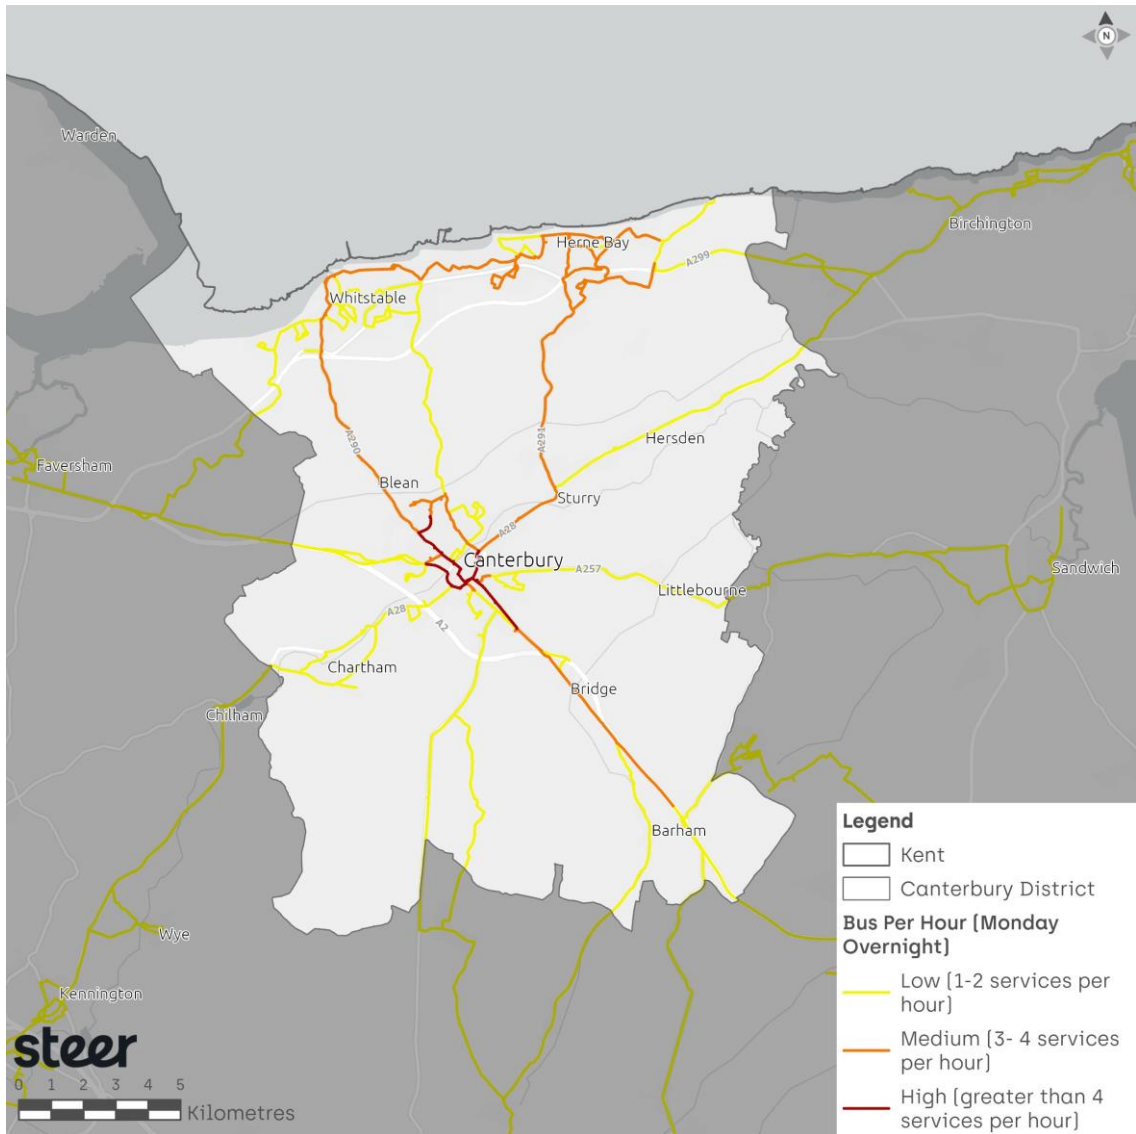 N
Warden
Birchington
Herne Bay
A299
Whitstable
A290
A291
Hersden
Faversham
Blean
Sturry
A28
Canterbury
A257
Sandwich
Littlebourne
A28
A2
Chartham
Bridge
Chilham
Barham
Wye
Kennington
steer
0 1 2 3 4 5
Kilometres
Legend
Kent
Canterbury District
Bus Per Hour (Monday
Overnight)
Low (1-2 services per
hour)
Medium (3- 4 services
per hour)
High (greater than 4
services per hour)